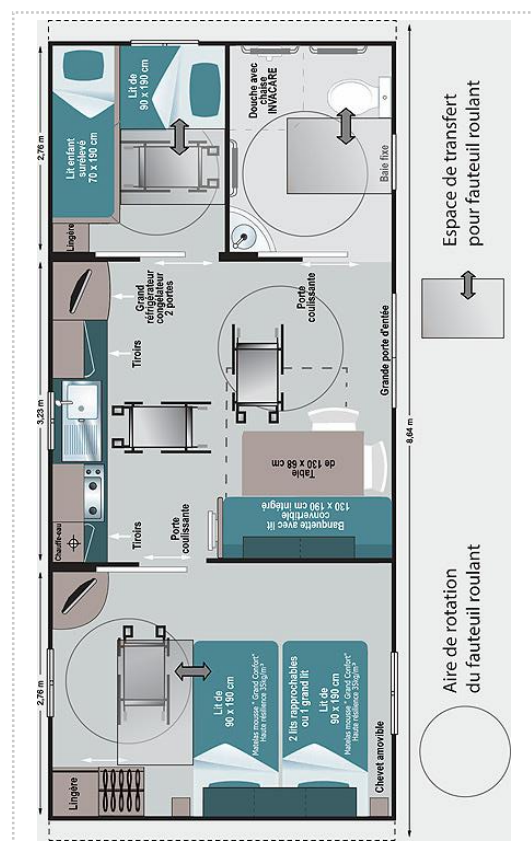 2,76 m
3,23 m
2,76 m
8,64 m
Lit enfant
surélevé
70 x 190 cm
Lit de
90 x 190 cm
Lingère
Douche avec
chaise
INVACARE
Baie fixe
Grand
réfrigérateur
congélateur
2 portes
Tiroirs
Porte
coulissante
Grande porte d'entée
Table
de 130 x 68 cm
Banquette avec lit
convertible
130 x 190 cm intégré
Chauffe-eau
Tiroirs
Porte
coulissante
Lit de
90 x 190 cm
Matelas mousse " Grand Confort"
Haute résilience 35kg/m³
2 lits rapprochables
ou 1 grand lit
Lit de
90 x 190 cm
Matelas mousse " Grand Confort"
Haute résilience 35kg/m³
Lingère
Chevet amovible
Espace de transfert
pour fauteuil roulant
Aire de rotation
du fauteuil roulant